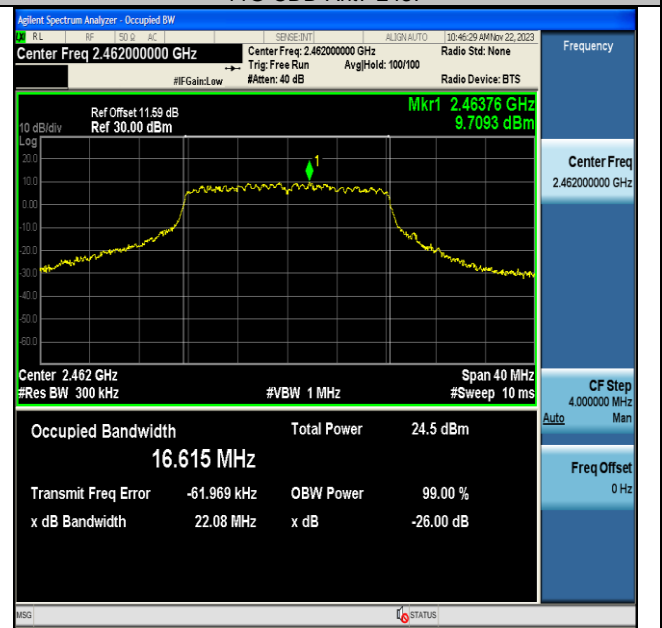 Agilent Spectrum Analyzer - Occupied BW
LXI RL RF 50 Ω AC SENSE:INT ALIGN AUTO 10:46:29 AM Nov 22, 2023
Center Freq 2.462000000 GHz Center Freq: 2.462000000 GHz Radio Std: None Frequency
Trig: Free Run Avg|Hold: 100/100
#IFGain:Low #Atten: 40 dB Radio Device: BTS
Mkr1 2.46376 GHz
Ref Offset 11.59 dB
9.7093 dBm
10 dB/div Ref 30.00 dBm
Log
20.0
1
Center Freq
2.462000000 GHz
10.0
0.00
-10.0
-20.0
-30.0
-40.0
-50.0
-60.0
Center 2.462 GHz Span 40 MHz
#Res BW 300 kHz #VBW 1 MHz #Sweep 10 ms
CF Step
4.000000 MHz
Auto Man
Occupied Bandwidth Total Power 24.5 dBm
16.615 MHz
Freq Offset
0 Hz
Transmit Freq Error -61.969 kHz OBW Power 99.00 %
x dB Bandwidth 22.08 MHz x dB -26.00 dB
MSG STATUS